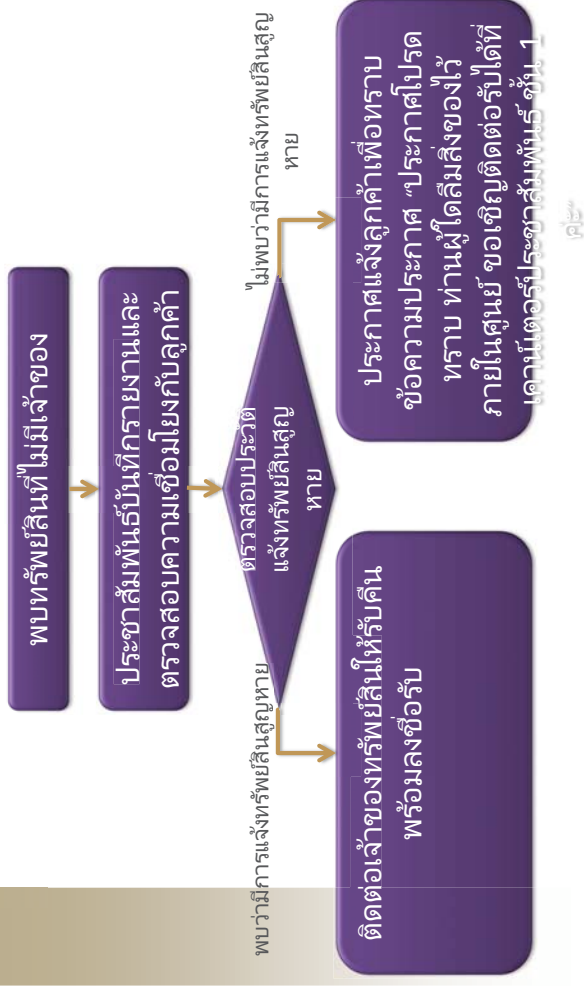 พบทรัพย์สินที่ไม่มีเจ้าของ
ประชาสัมพันธ์บันทึกรายงานและ
ตรวจสอบความเชื่อมโยงกับลูกค้า
ตรวจสอบประวัติ
แจ้งทรัพย์สินสูญ
หาย
พบว่ามีการแจ้งทรัพย์สินสูญหาย
ไม่พบว่ามีการแจ้งทรัพย์สินสูญ
หาย
ติดต่อเจ้าของทรัพย์สินให้รับคืน
พร้อมลงชื่อรับ
ประกาศแจ้งลูกค้าเพื่อทราบ
ข้อความประกาศ “ประกาศโปรด
ทราบ ท่านผู้ใดลืมสิ่งของไว้
ภายในศูนย์ ขอเชิญติดต่อรับได้ที่
เคาน์เตอร์ประชาสัมพันธ์ ชั้น 1
ค่ะ”